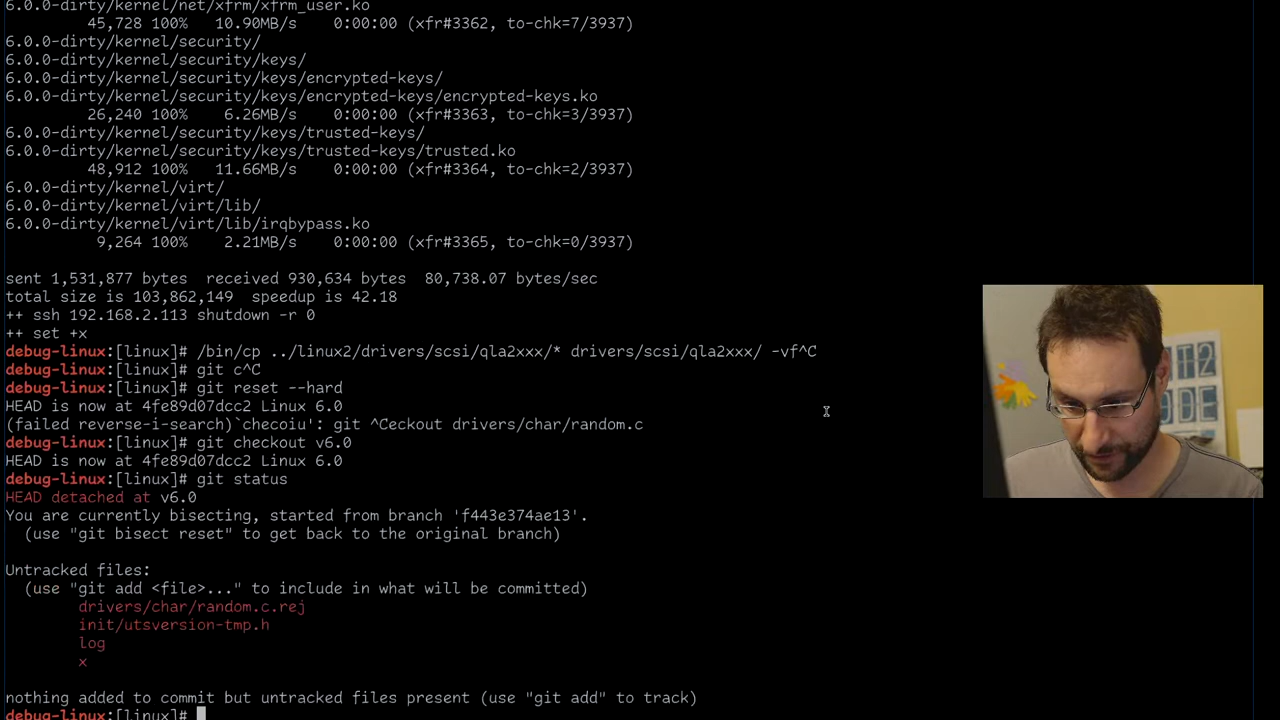 6.0.0-dirty/kernel/net/xfrm/xfrm_user.ko
45,728 100% 10.90MB/s 0:00:00 (xfr#3362, to-chk=7/3937)
6.0.0-dirty/kernel/security/
6.0.0-dirty/kernel/security/keys/
6.0.0-dirty/kernel/security/keys/encrypted-keys/
6.0.0-dirty/kernel/security/keys/encrypted-keys/encrypted-keys.ko
26,240 100% 6.26MB/s 0:00:00 (xfr#3363, to-chk=3/3937)
6.0.0-dirty/kernel/security/keys/trusted-keys/
6.0.0-dirty/kernel/security/keys/trusted-keys/trusted.ko
48,912 100% 11.66MB/s 0:00:00 (xfr#3364, to-chk=2/3937)
6.0.0-dirty/kernel/virt/
6.0.0-dirty/kernel/virt/lib/
6.0.0-dirty/kernel/virt/lib/irqbypass.ko
9,264 100% 2.21MB/s 0:00:00 (xfr#3365, to-chk=0/3937)
sent 1,531,877 bytes received 930,634 bytes 80,738.07 bytes/sec
total size is 103,862,149 speedup is 42.18
++ ssh 192.168.2.113 shutdown -r 0
++ set +x
debug-linux:[linux]# /bin/cp ../linux2/drivers/scsi/qla2xxx/* drivers/scsi/qla2xxx/ -vf^C
debug-linux:[linux]# git c^C
debug-linux:[linux]# git reset --hard
HEAD is now at 4fe89d07dcc2 Linux 6.0
(failed reverse-i-search)`checoiu': git ^Ceckout drivers/char/random.c
debug-linux:[linux]# git checkout v6.0
HEAD is now at 4fe89d07dcc2 Linux 6.0
debug-linux:[linux]# git status
HEAD detached at v6.0
You are currently bisecting, started from branch 'f443e374ae13'.
(use "git bisect reset" to get back to the original branch)
Untracked files:
(use "git add <file>..." to include in what will be committed)
drivers/char/random.c.rej
init/utsversion-tmp.h
log
x
nothing added to commit but untracked files present (use "git add" to track)
debug-linux:[linux]#